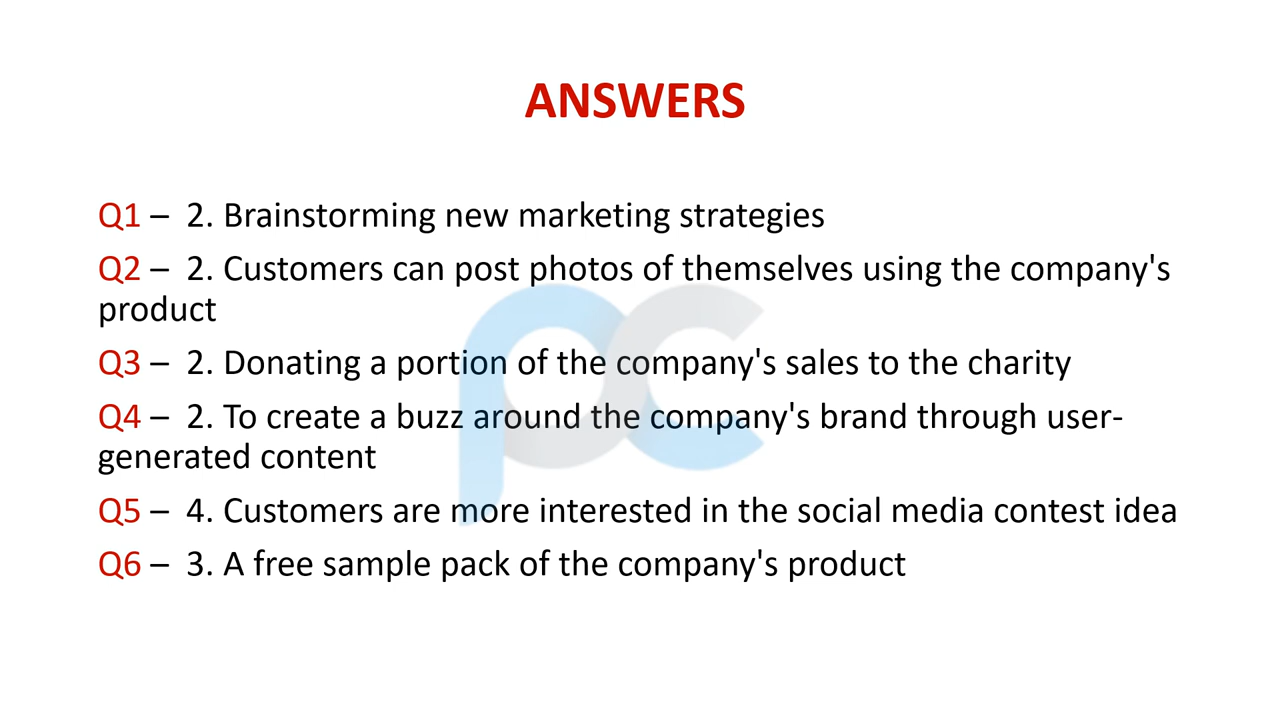 ANSWERS
Q1 – 2. Brainstorming new marketing strategies
Q2 – 2. Customers can post photos of themselves using the company's
product
Q3 – 2. Donating a portion of the company's sales to the charity
Q4 – 2. To create a buzz around the company's brand through user-
generated content
Q5 – 4. Customers are more interested in the social media contest idea
Q6 – 3. A free sample pack of the company's product
pc